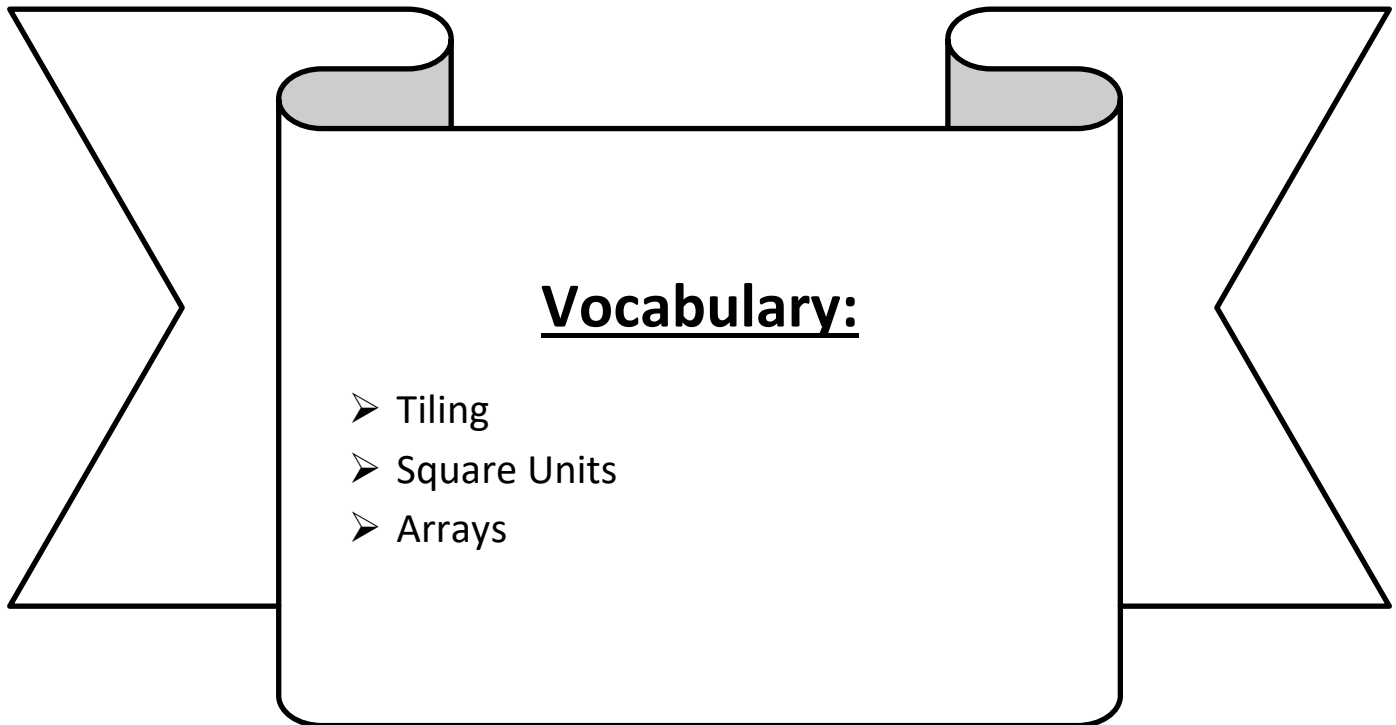 Vocabulary:
➢ Tiling
➢ Square Units
➢ Arrays